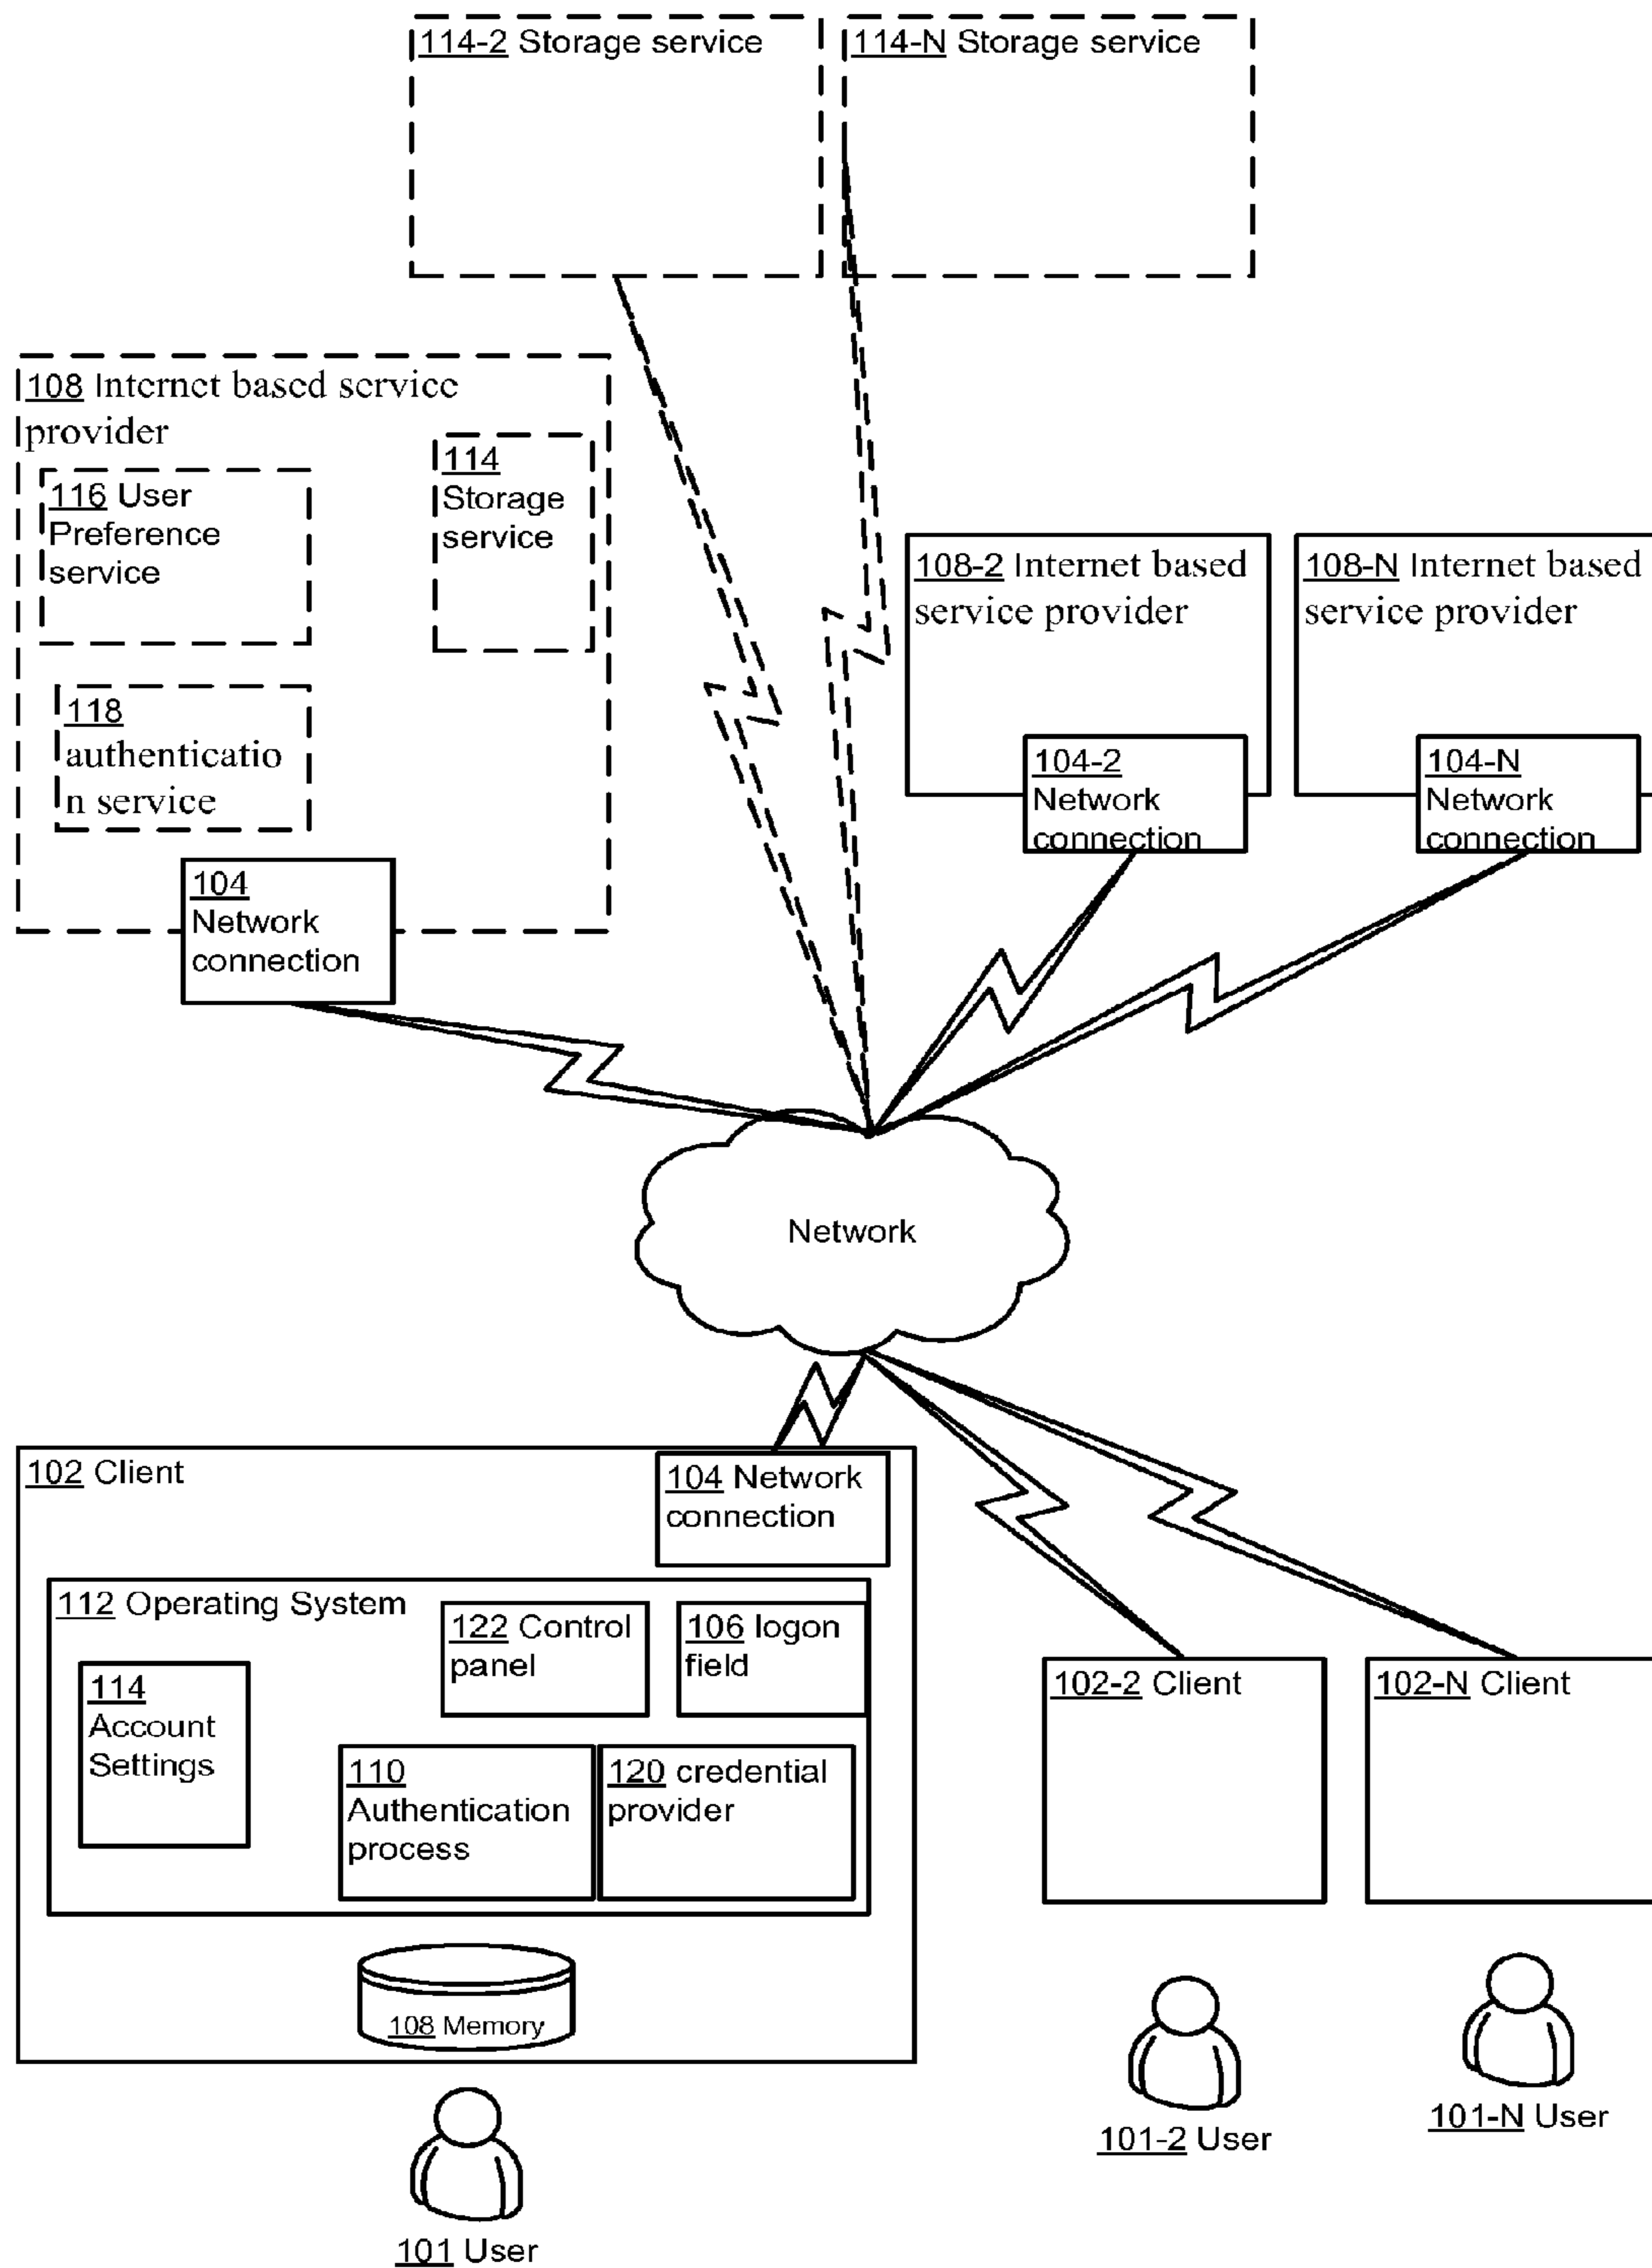 114-2 Storage service
114-N Storage service
108 Internet based service
provider
116 User
Preference
service
114
Storage
service
118
authenticatio
n service
104
Network
connection
108-2 Internet based
service provider
104-2
Network
connection
108-N Internet based
service provider
104-N
Network
connection
Network
102 Client
104 Network
connection
112 Operating System
122 Control
panel
106 logon
field
114
Account
Settings
110
Authentication
process
120 credential
provider
108 Memory
101 User
102-2 Client
101-2 User
102-N Client
101-N User